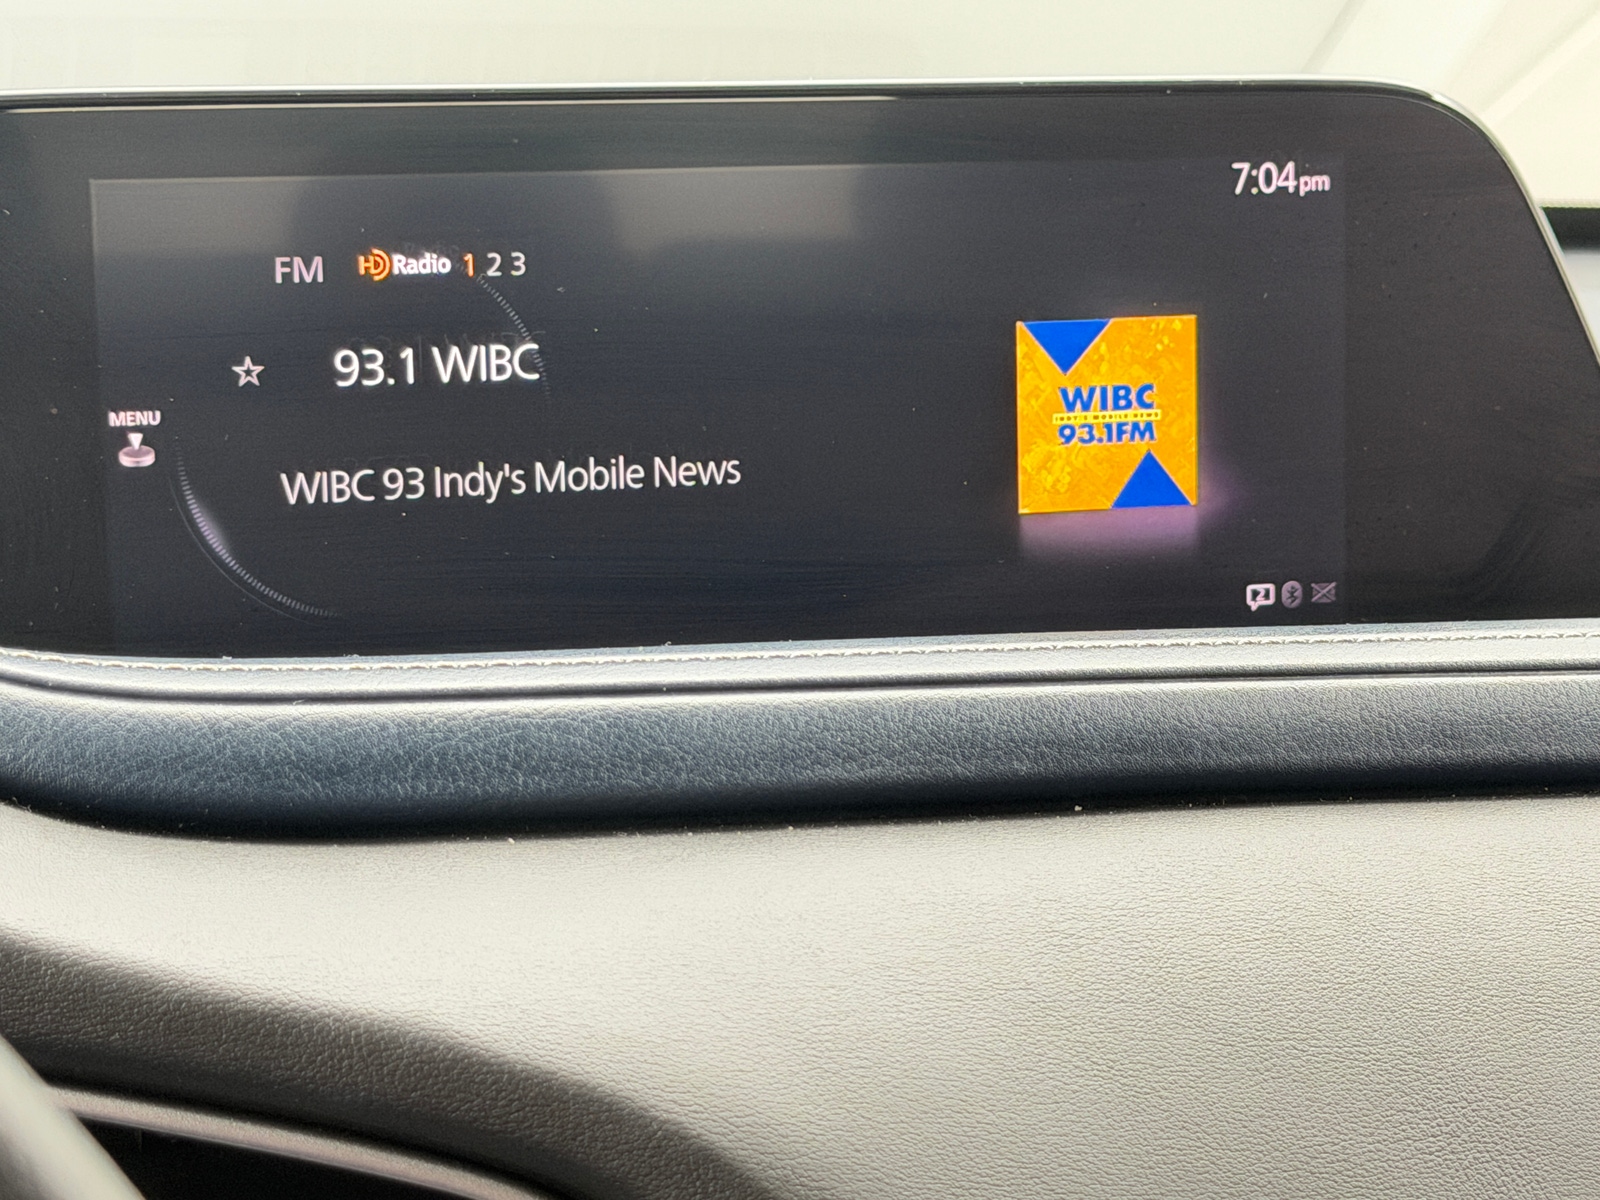 7:04pm
FM HD Radio 1 2 3
93.1 WIBC
MENU
WIBC 93 Indy's Mobile News
WIBC
INDY'S MOBILE NEWS
93.1FM
2